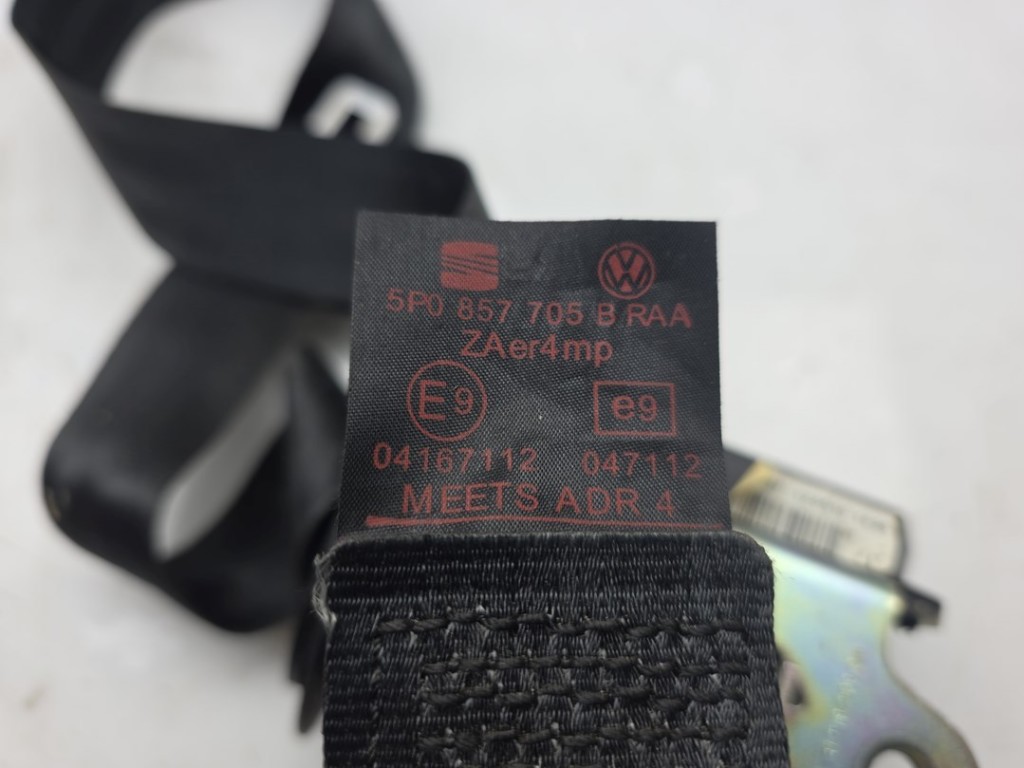 5P0 857 705 B RAA
ZAer4mp
E9 e9
04167112 047112
MEETS ADR 4